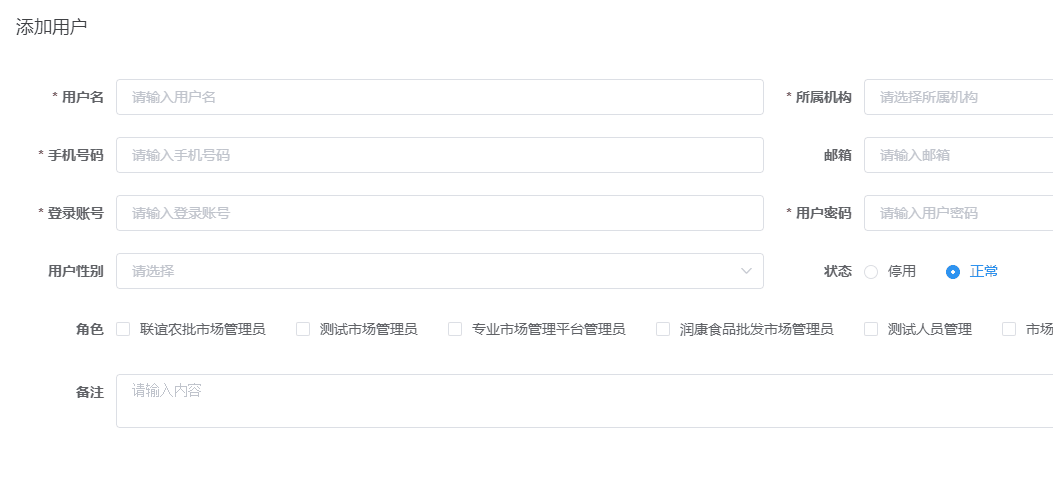 添加用户
* 用户名 请输入用户名 * 所属机构 请选择所属机构
* 手机号码 请输入手机号码 邮箱 请输入邮箱
* 登录账号 请输入登录账号 * 用户密码 请输入用户密码
用户性别 请选择 状态 停用 正常
角色 联谊农批市场管理员 测试市场管理员 专业市场管理平台管理员 润康食品批发市场管理员 测试人员管理 市场
备注 请输入内容